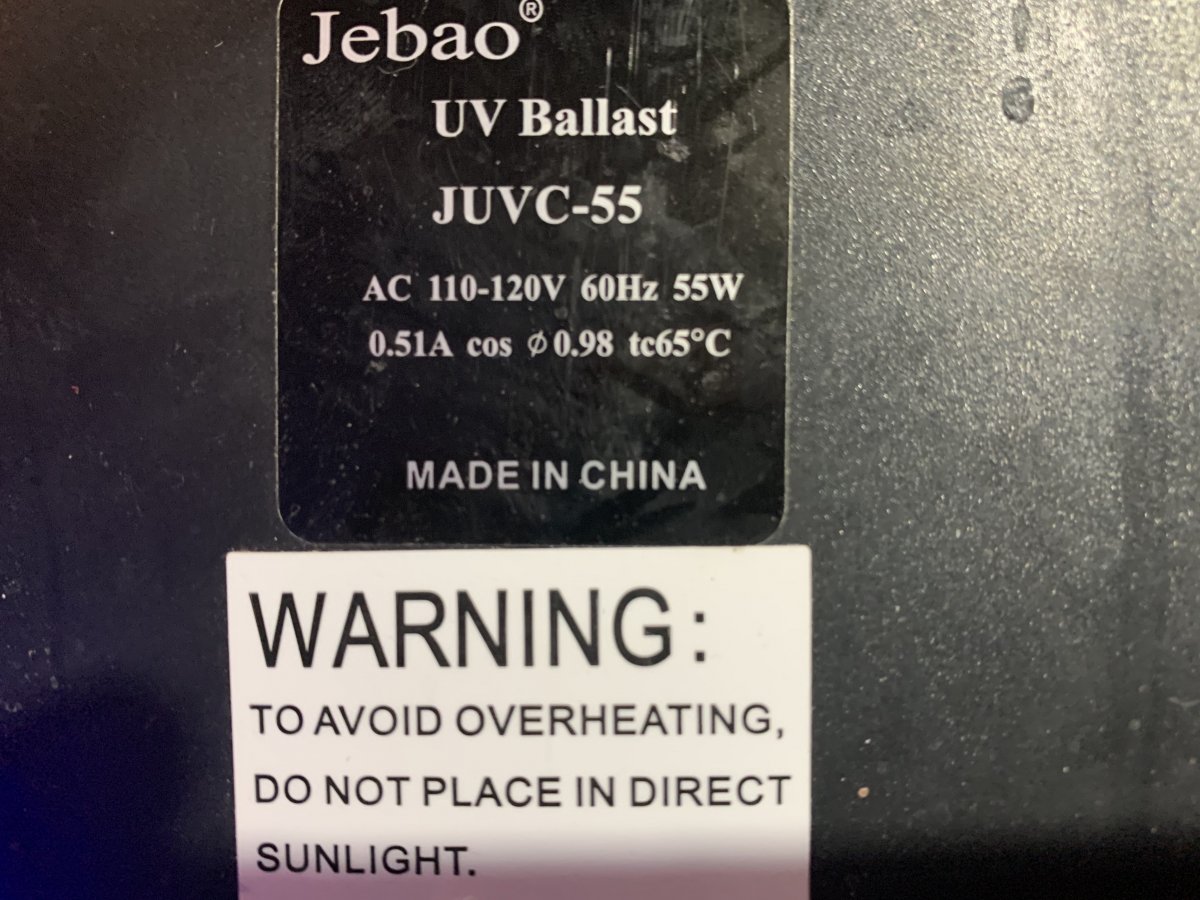 Jebao®
UV Ballast
JUVC-55
AC 110-120V 60Hz 55W
0.51A cos ϕ0.98 tc65°C
MADE IN CHINA
WARNING:
TO AVOID OVERHEATING,
DO NOT PLACE IN DIRECT
SUNLIGHT.